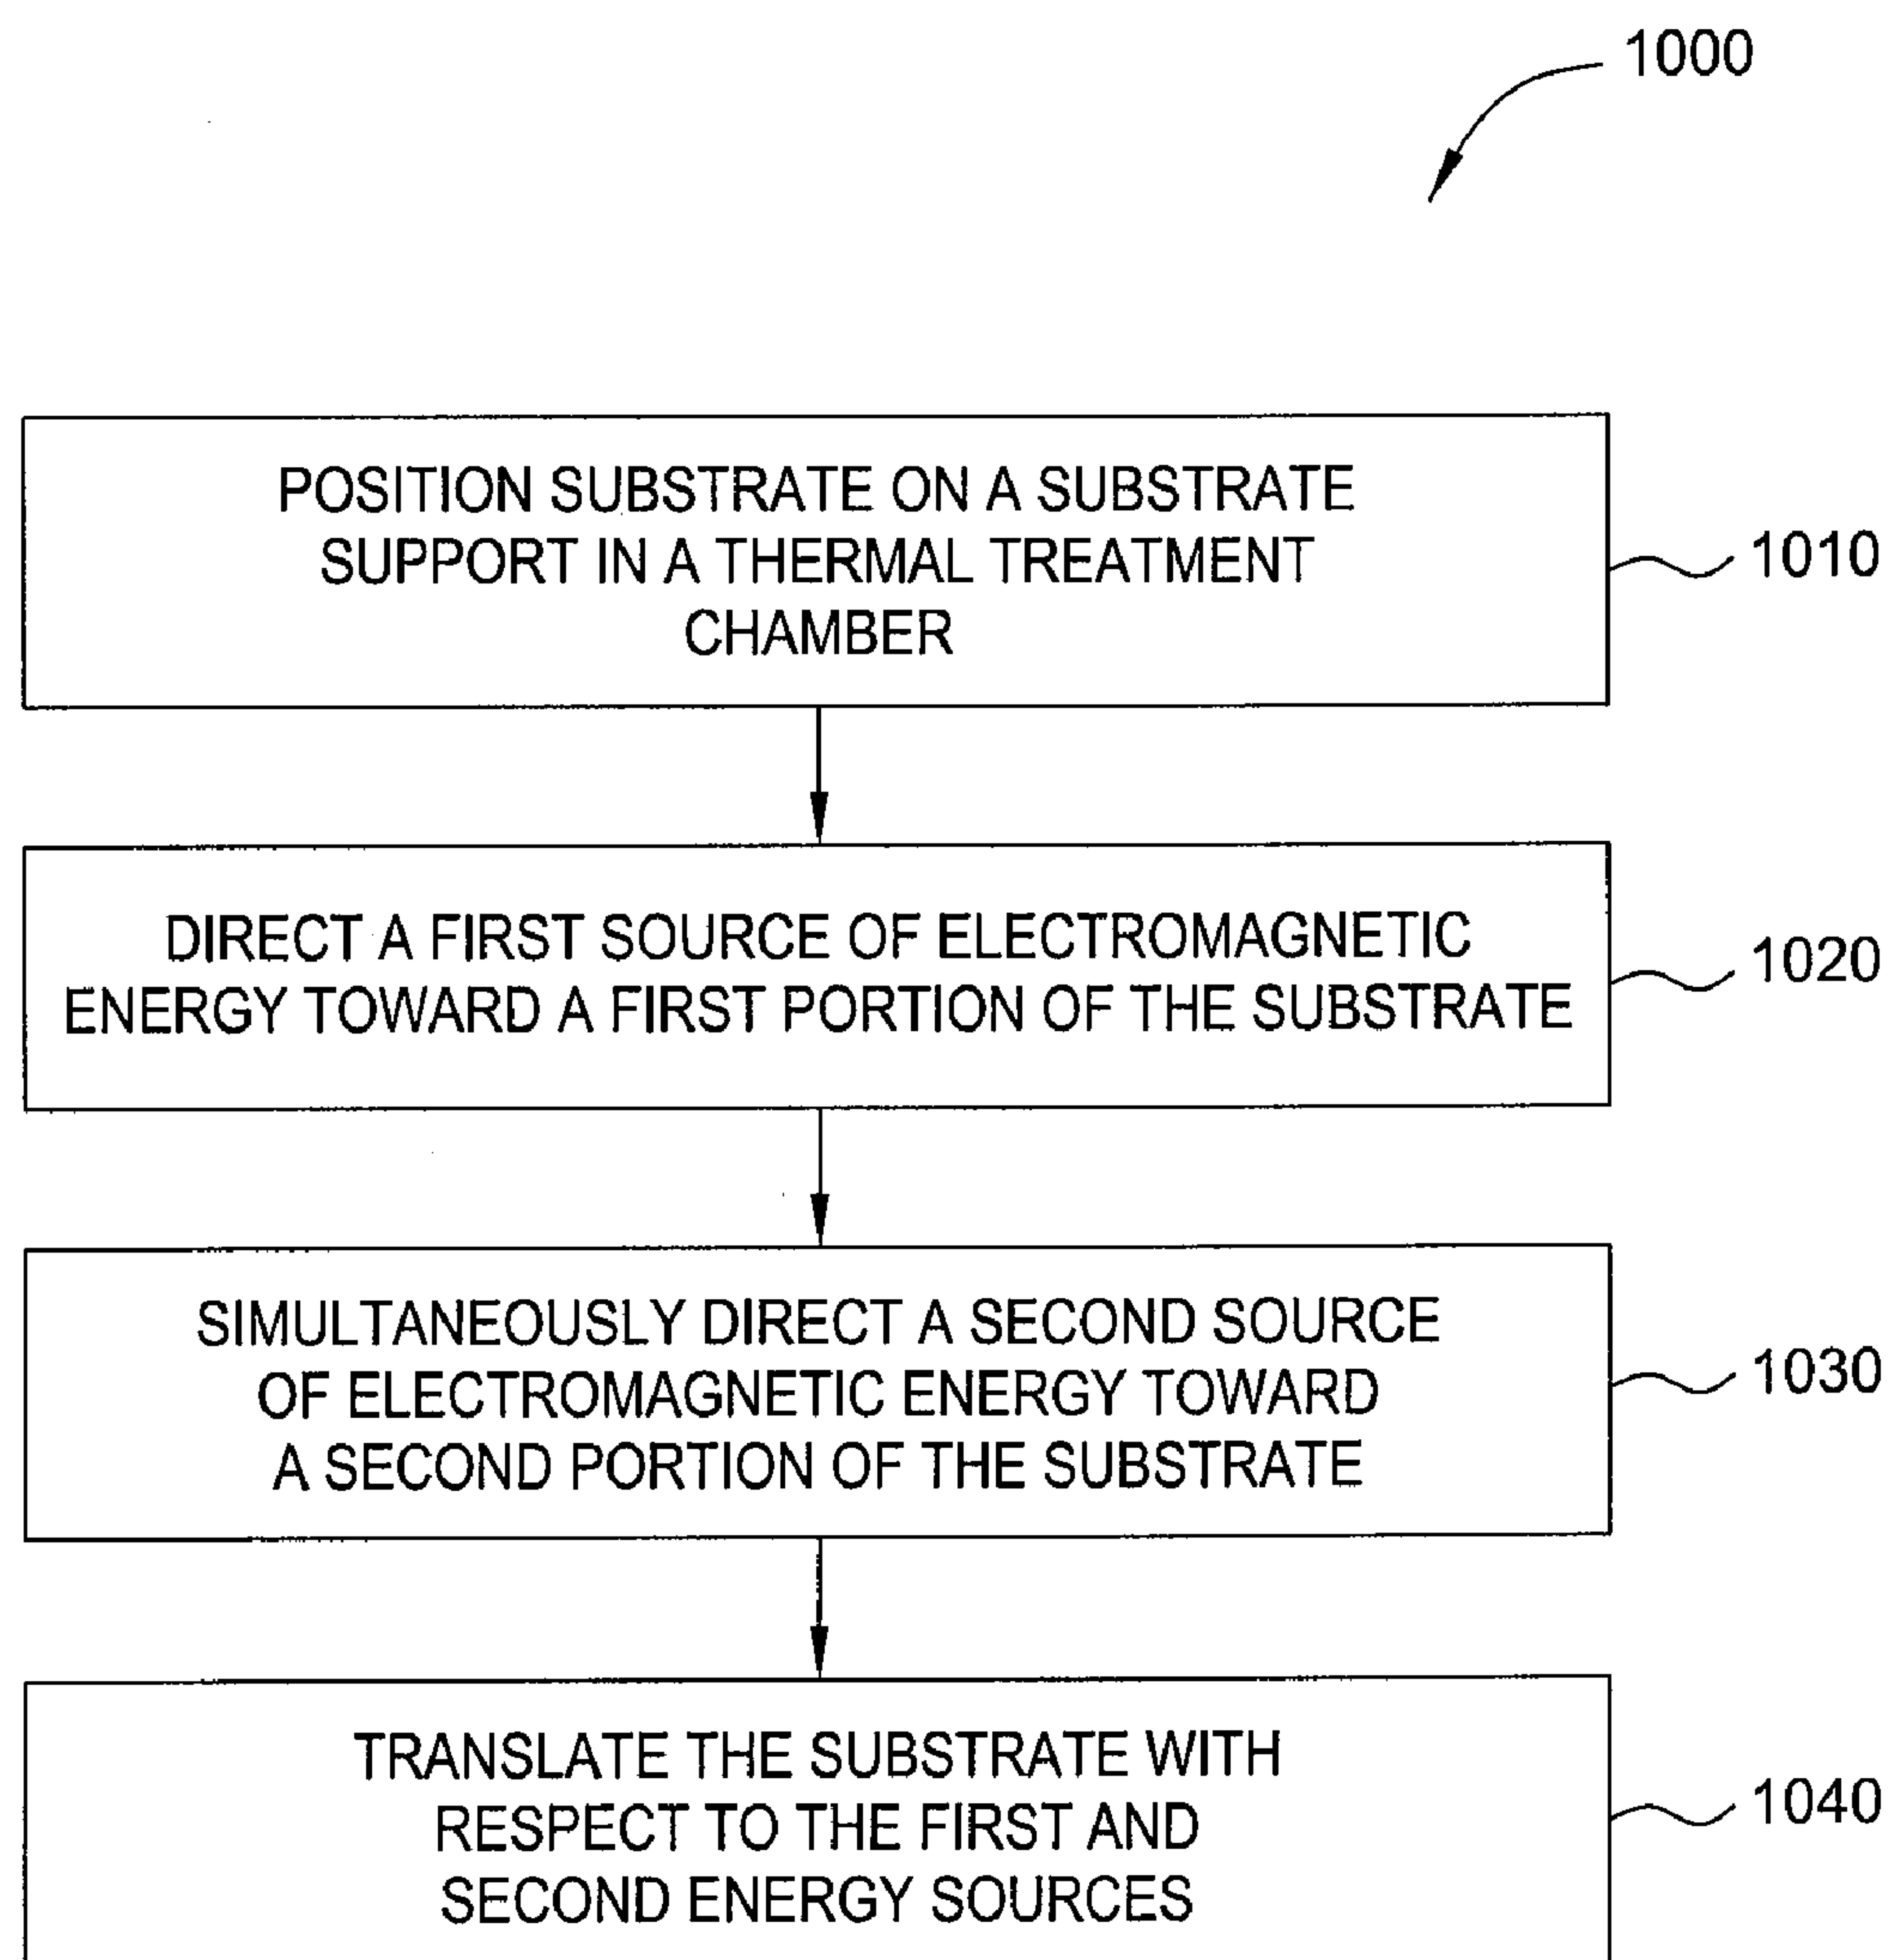 1000
POSITION SUBSTRATE ON A SUBSTRATE
SUPPORT IN A THERMAL TREATMENT
CHAMBER
1010
DIRECT A FIRST SOURCE OF ELECTROMAGNETIC
ENERGY TOWARD A FIRST PORTION OF THE SUBSTRATE
1020
SIMULTANEOUSLY DIRECT A SECOND SOURCE
OF ELECTROMAGNETIC ENERGY TOWARD
A SECOND PORTION OF THE SUBSTRATE
1030
TRANSLATE THE SUBSTRATE WITH
RESPECT TO THE FIRST AND
SECOND ENERGY SOURCES
1040